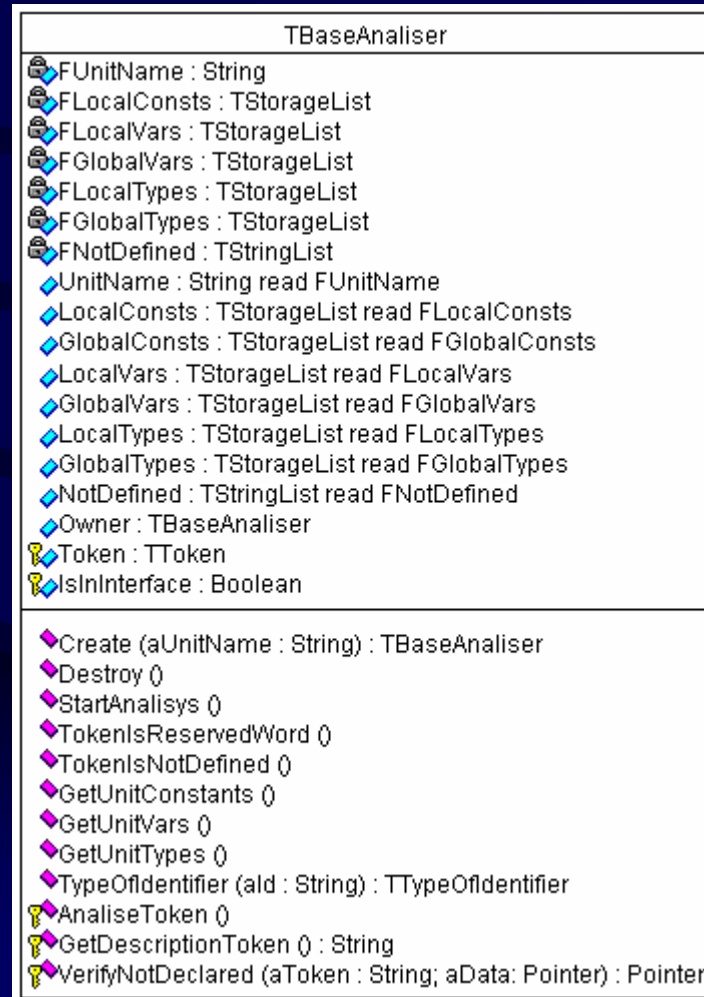 TBaseAnaliser
FUnitName : String
FLocalConsts : TStorageList
FLocalVars : TStorageList
FGlobalVars : TStorageList
FLocalTypes : TStorageList
FGlobalTypes : TStorageList
FNotDefined : TStringList
UnitName : String read FUnitName
LocalConsts : TStorageList read FLocalConsts
GlobalConsts : TStorageList read FGlobalConsts
LocalVars : TStorageList read FLocalVars
GlobalVars : TStorageList read FGlobalVars
LocalTypes : TStorageList read FLocalTypes
GlobalTypes : TStorageList read FGlobalTypes
NotDefined : TStringList read FNotDefined
Owner : TBaseAnaliser
Token : TToken
IsInInterface : Boolean
Create (aUnitName : String) : TBaseAnaliser
Destroy ()
StartAnalisys ()
TokenIsReservedWord ()
TokenIsNotDefined ()
GetUnitConstants ()
GetUnitVars ()
GetUnitTypes ()
TypeOfIdentifier (aId : String) : TTypeOfIdentifier
AnaliseToken ()
GetDescriptionToken () : String
VerifyNotDeclared (aToken : String; aData: Pointer) : Pointer